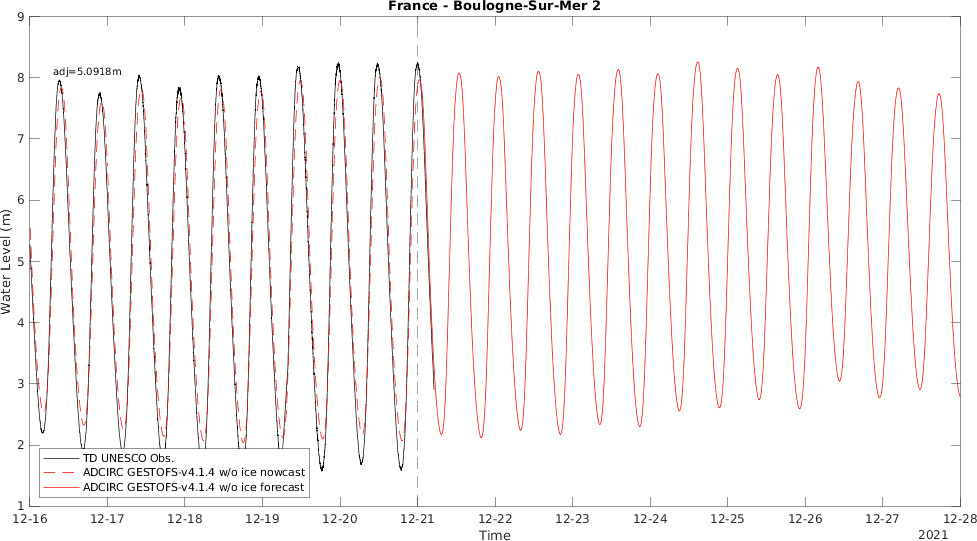 France - Boulogne-Sur-Mer 2
adj=5.0918m
9
8
7
6
5
4
3
2
1
Water Level (m)
TD UNESCO Obs.
ADCIRC GESTOFS-v4.1.4 w/o ice nowcast
ADCIRC GESTOFS-v4.1.4 w/o ice forecast
12-16 12-17 12-18 12-19 12-20 12-21 12-22 12-23 12-24 12-25 12-26 12-27 12-28
Time
2021